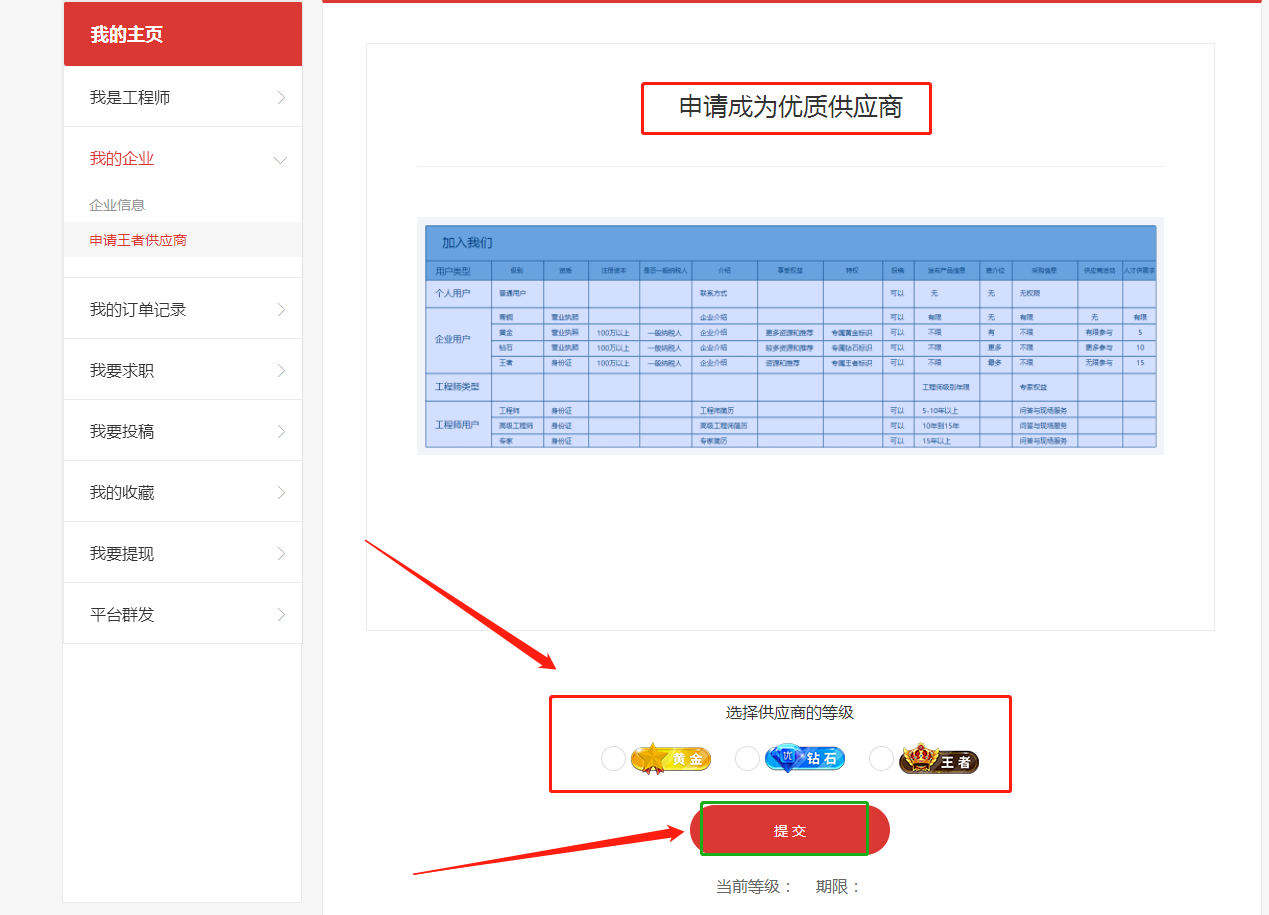 我的主页
我是工程师
我的企业
企业信息
申请王者供应商
我的订单记录
我要求职
我要投稿
我的收藏
我要提现
平台群发
申请成为优质供应商
加入我们
用户类型 级别 资质 注册资本 是否一般纳税人 介绍 享受权益 特权 投稿 发布产品信息 推介位 采购信息 供应商活动 人才供需求
个人用户 普通用户 联系方式 可以 无 无 无权限
企业用户
青铜 营业执照 企业介绍 可以 有限 无 有限 无 有限
黄金 营业执照 100万以上 一般纳税人 企业介绍 更多资源和推荐 专属黄金标识 可以 不限 有 不限 有限参与 5
钻石 营业执照 100万以上 一般纳税人 企业介绍 较多资源和推荐 专属钻石标识 可以 不限 更多 不限 更多参与 10
王者 身份证 100万以上 一般纳税人 企业介绍 资源和推荐 专属王者标识 可以 不限 最多 不限 无限参与 15
工程师类型 工程师级别年限 专家权益
工程师用户
工程师 身份证 工程师简历 可以 5-10年以上 问答与现场服务
高级工程师 身份证 高级工程师简历 可以 10年到15年 问答与现场服务
专家 身份证 专家简历 可以 15年以上 问答与现场服务
选择供应商的等级
黄金 优 钻石 王者
提 交
当前等级： 期限：